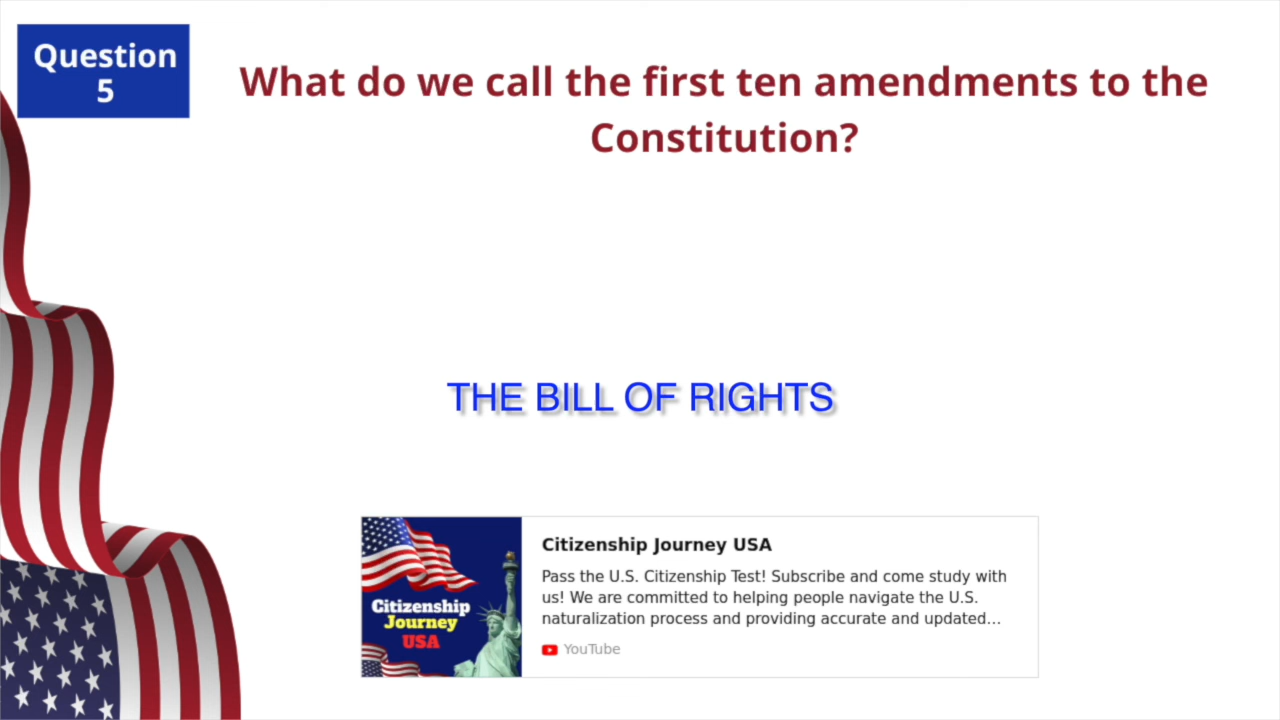 Question
5
What do we call the first ten amendments to the
Constitution?
THE BILL OF RIGHTS
Citizenship
Journey
USA
Citizenship Journey USA
Pass the U.S. Citizenship Test! Subscribe and come study with
us! We are committed to helping people navigate the U.S.
naturalization process and providing accurate and updated...
YouTube